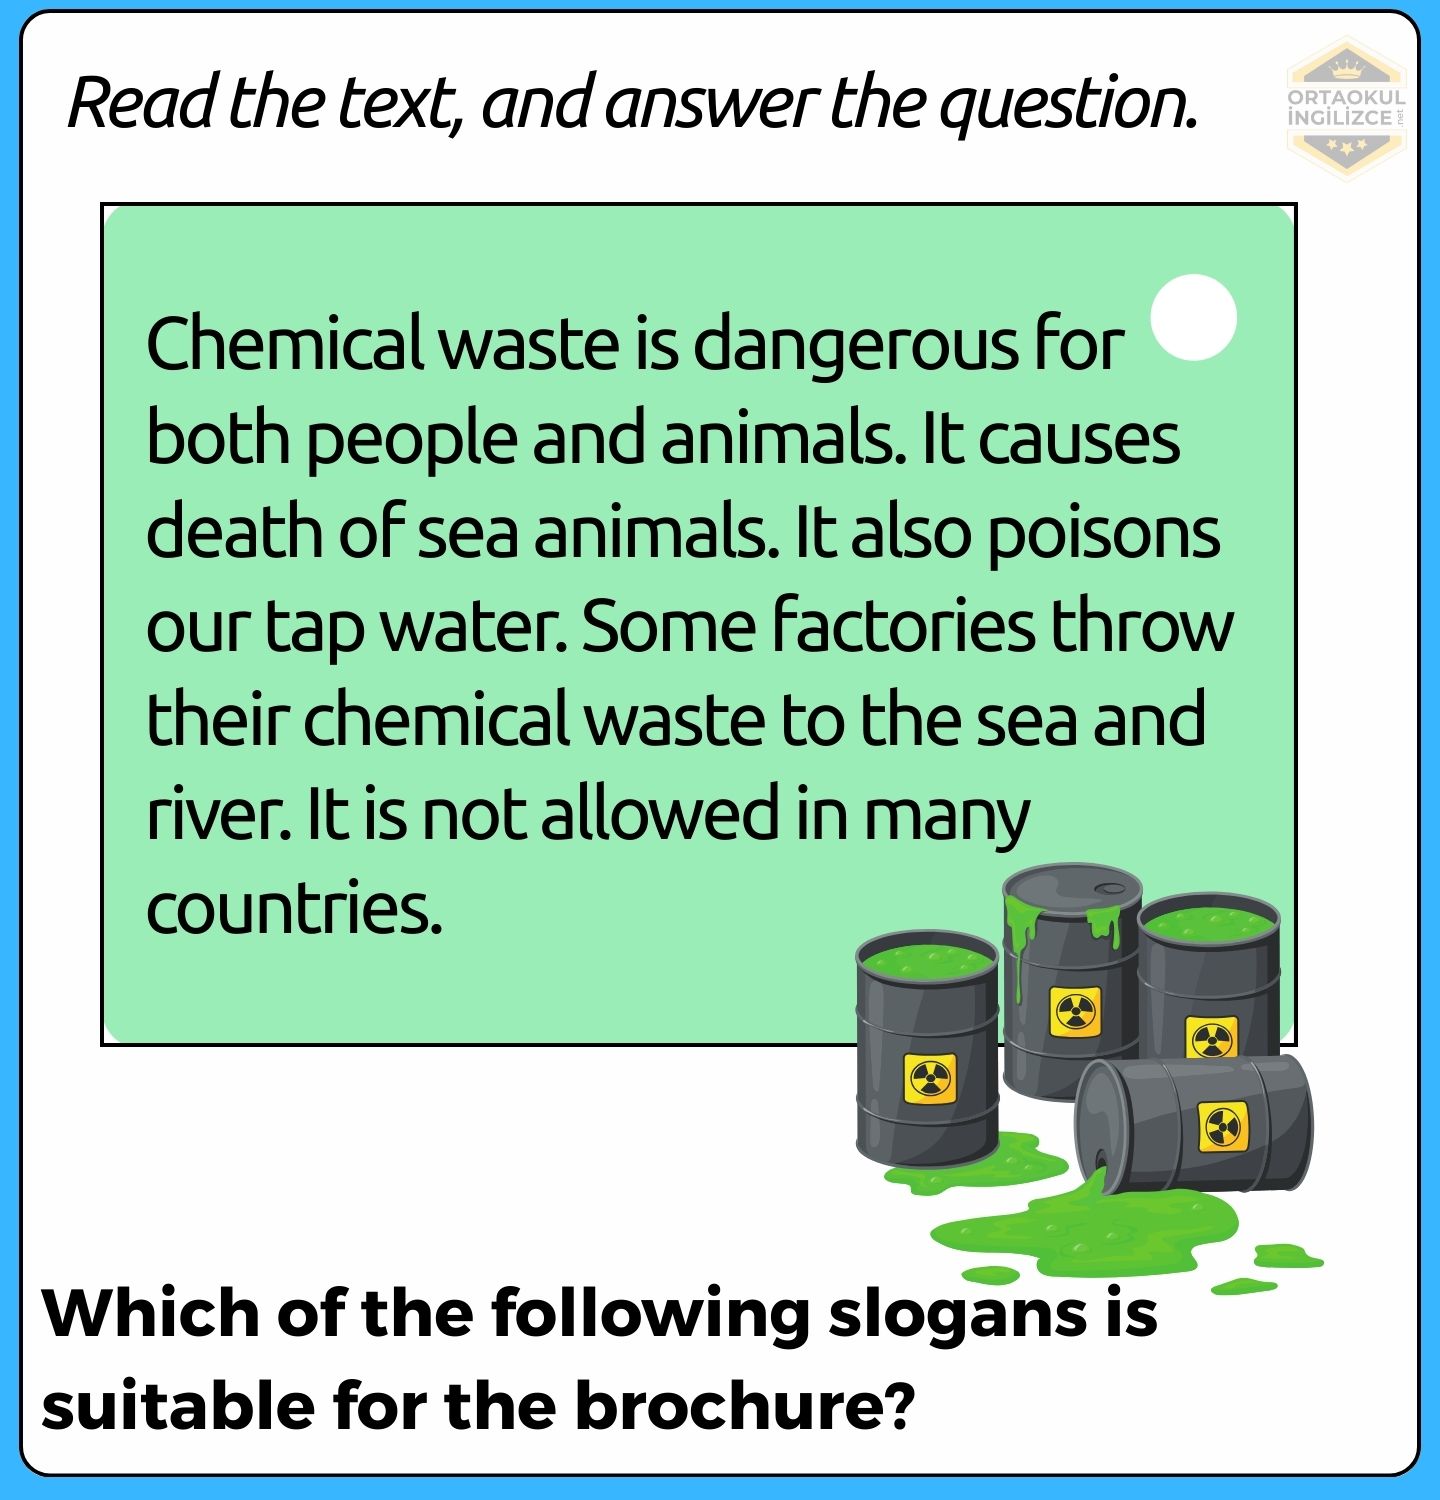 Read the text, and answer the question.
ORTAOKUL
İNGİLİZCE
.net
Chemical waste is dangerous for
both people and animals. It causes
death of sea animals. It also poisons
our tap water. Some factories throw
their chemical waste to the sea and
river. It is not allowed in many
countries.
Which of the following slogans is
suitable for the brochure?